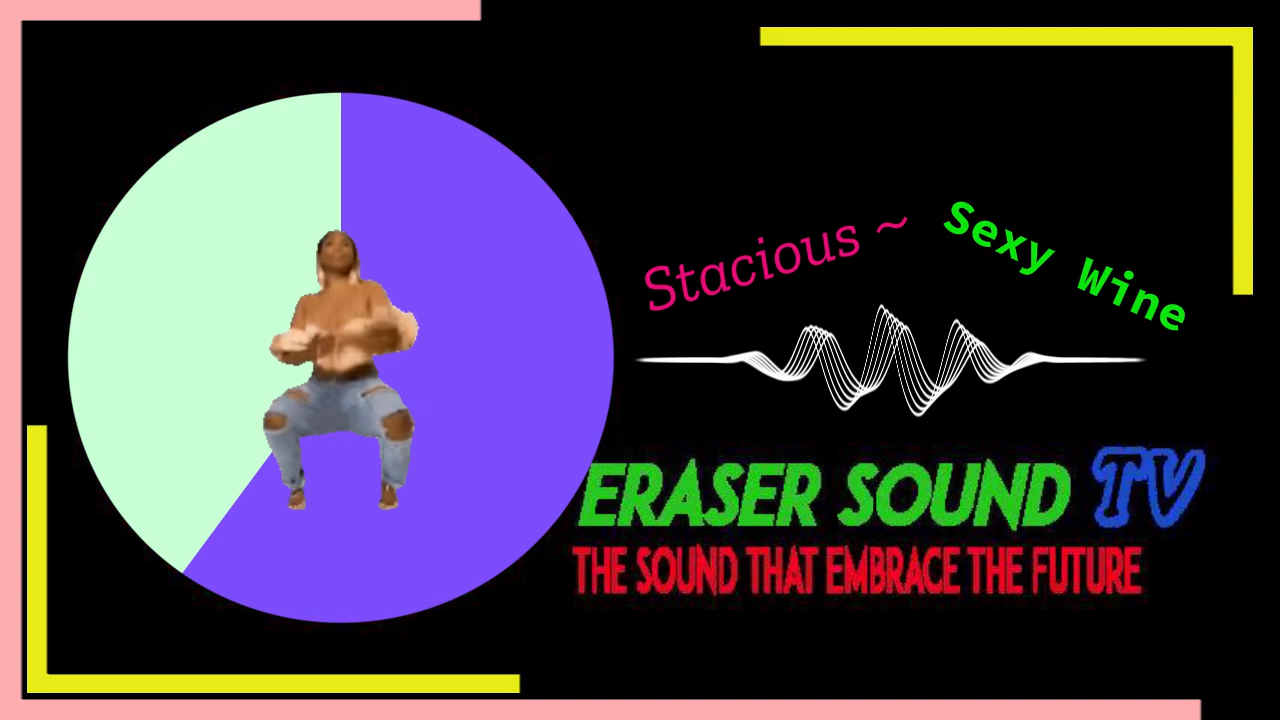 Stacious ~ Sexy Wine
ERASER SOUND TV
THE SOUND THAT EMBRACE THE FUTURE